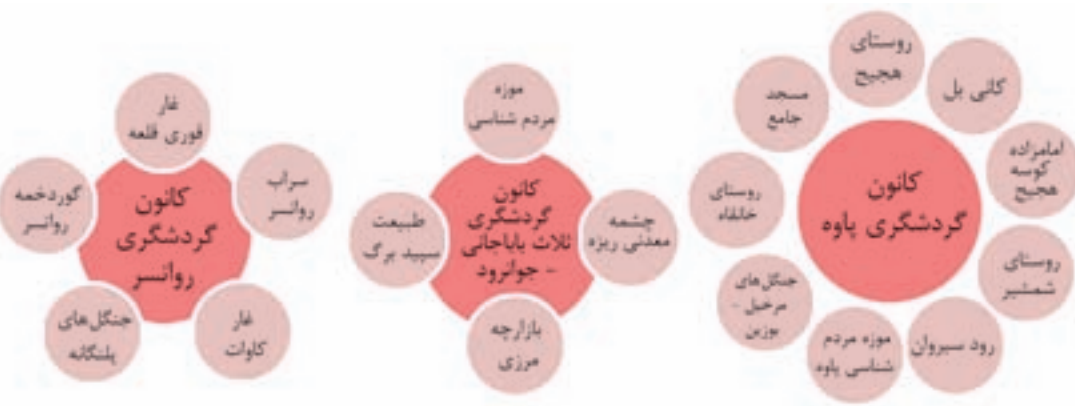 کانون
گردشگری پاوه
روستای
هجیج
کانی بل
امامزاده
کوسه
هجیج
روستای
شمشیر
رود سیروان
موزه مردم
شناسی پاوه
جنگل‌های
مرخیل -
بوزین
روستای
خانقاه
مسجد
جامع
کانون
گردشگری
ثلاث باباجانی
- جوانرود
موزه
مردم شناسی
چشمه
معدنی ریزه
بازارچه
مرزی
طبیعت
سپید برگ
کانون
گردشگری
روانسر
غار
قوری قلعه
سراب
روانسر
غار
کاوات
جنگل‌های
پلنگانه
گوردخمه
روانسر